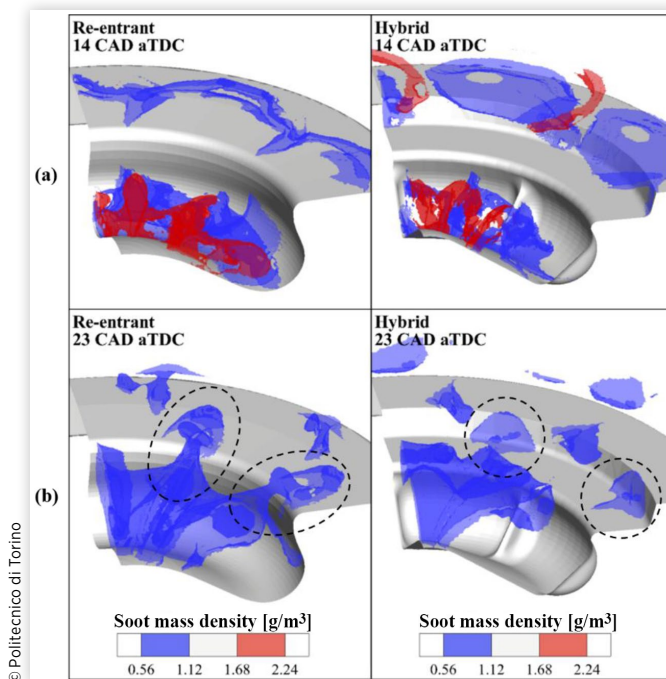 Re-entrant
14 CAD aTDC
Hybrid
14 CAD aTDC
(a)
Re-entrant
23 CAD aTDC
Hybrid
23 CAD aTDC
(b)
Soot mass density [g/m³]
0.56 1.12 1.68 2.24
Soot mass density [g/m³]
0.56 1.12 1.68 2.24
© Politecnico di Torino